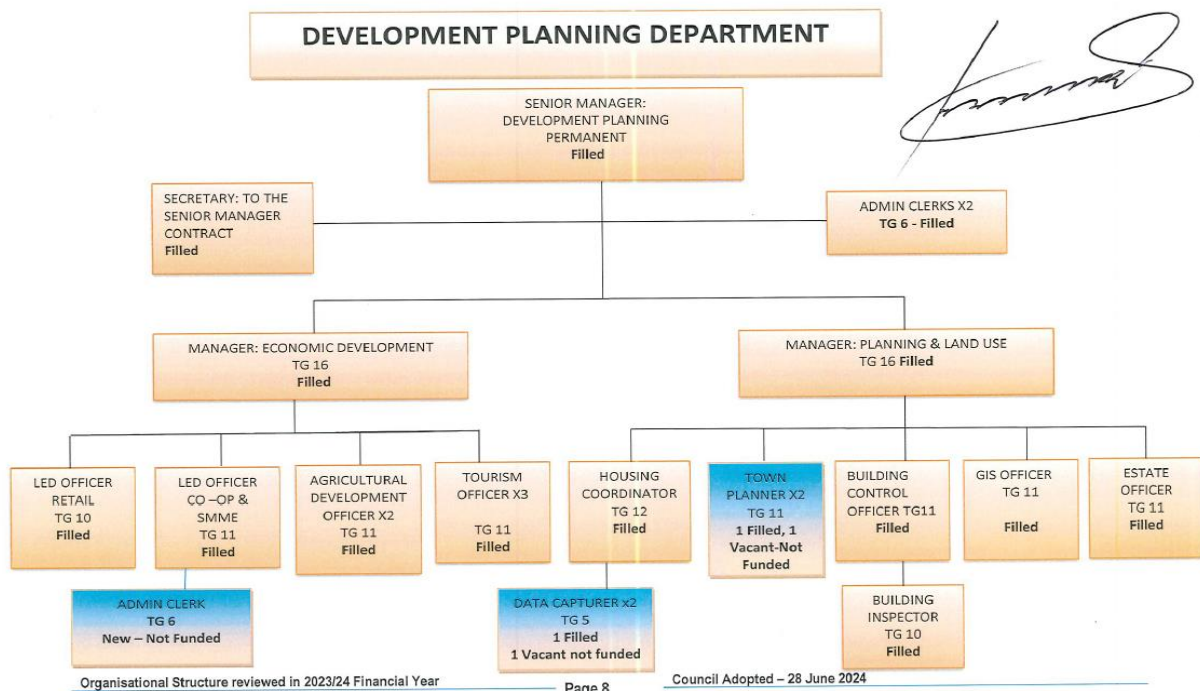 DEVELOPMENT PLANNING DEPARTMENT
SENIOR MANAGER:
DEVELOPMENT PLANNING
PERMANENT
Filled
SECRETARY: TO THE
SENIOR MANAGER
CONTRACT
Filled
ADMIN CLERKS X2
TG 6 - Filled
MANAGER: ECONOMIC DEVELOPMENT
TG 16
Filled
MANAGER: PLANNING & LAND USE
TG 16 Filled
LED OFFICER
RETAIL
TG 10
Filled
LED OFFICER
CO –OP &
SMME
TG 11
Filled
AGRICULTURAL
DEVELOPMENT
OFFICER X2
TG 11
Filled
TOURISM
OFFICER X3
TG 11
Filled
HOUSING
COORDINATOR
TG 12
Filled
TOWN
PLANNER X2
TG 11
1 Filled, 1
Vacant-Not
Funded
BUILDING
CONTROL
OFFICER TG11
Filled
GIS OFFICER
TG 11
Filled
ESTATE
OFFICER
TG 11
Filled
ADMIN CLERK
TG 6
New – Not Funded
DATA CAPTURER x2
TG 5
1 Filled
1 Vacant not funded
BUILDING
INSPECTOR
TG 10
Filled
Organisational Structure reviewed in 2023/24 Financial Year
Page 8
Council Adopted – 28 June 2024